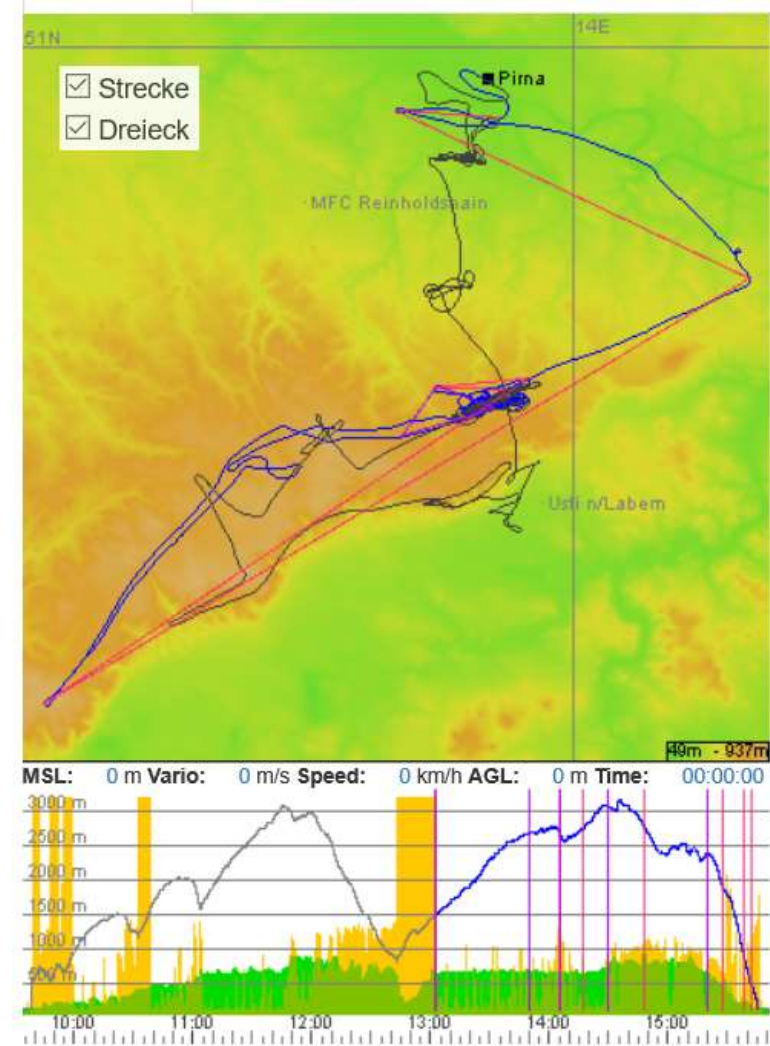 51N
14E
Strecke
Dreieck
Pirna
MFC Reinholdshain
Usti n/Labem
49m - 937m
MSL: 0 m Vario: 0 m/s Speed: 0 km/h AGL: 0 m Time: 00:00:00
3000 m
2500 m
2000 m
1500 m
1000 m
500 m
10:00 11:00 12:00 13:00 14:00 15:00